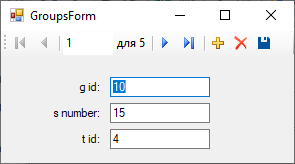 GroupsForm
1 для 5
g id: 10
s number: 15
t id: 4